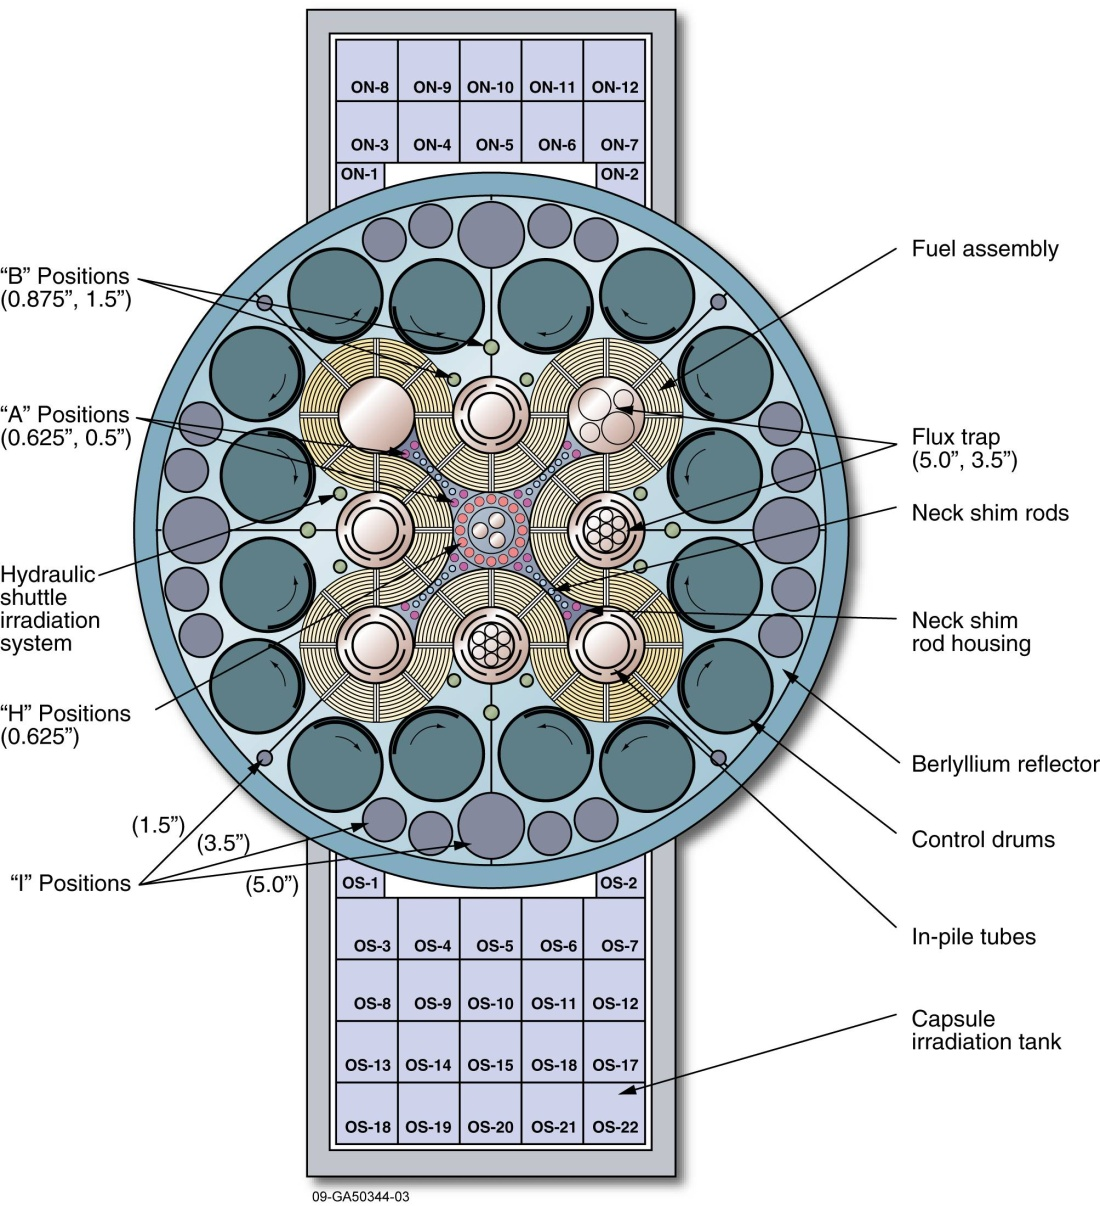 ON-8 ON-9 ON-10 ON-11 ON-12
ON-3 ON-4 ON-5 ON-6 ON-7
ON-1 ON-2
“B” Positions
(0.875”, 1.5”)
“A” Positions
(0.625”, 0.5”)
Hydraulic
shuttle
irradiation
system
“H” Positions
(0.625”)
(1.5”)
(3.5”)
“I” Positions
(5.0”)
Fuel assembly
Flux trap
(5.0”, 3.5”)
Neck shim rods
Neck shim
rod housing
Berlyllium reflector
Control drums
In-pile tubes
Capsule
irradiation tank
OS-1 OS-2
OS-3 OS-4 OS-5 OS-6 OS-7
OS-8 OS-9 OS-10 OS-11 OS-12
OS-13 OS-14 OS-15 OS-18 OS-17
OS-18 OS-19 OS-20 OS-21 OS-22
09-GA50344-03